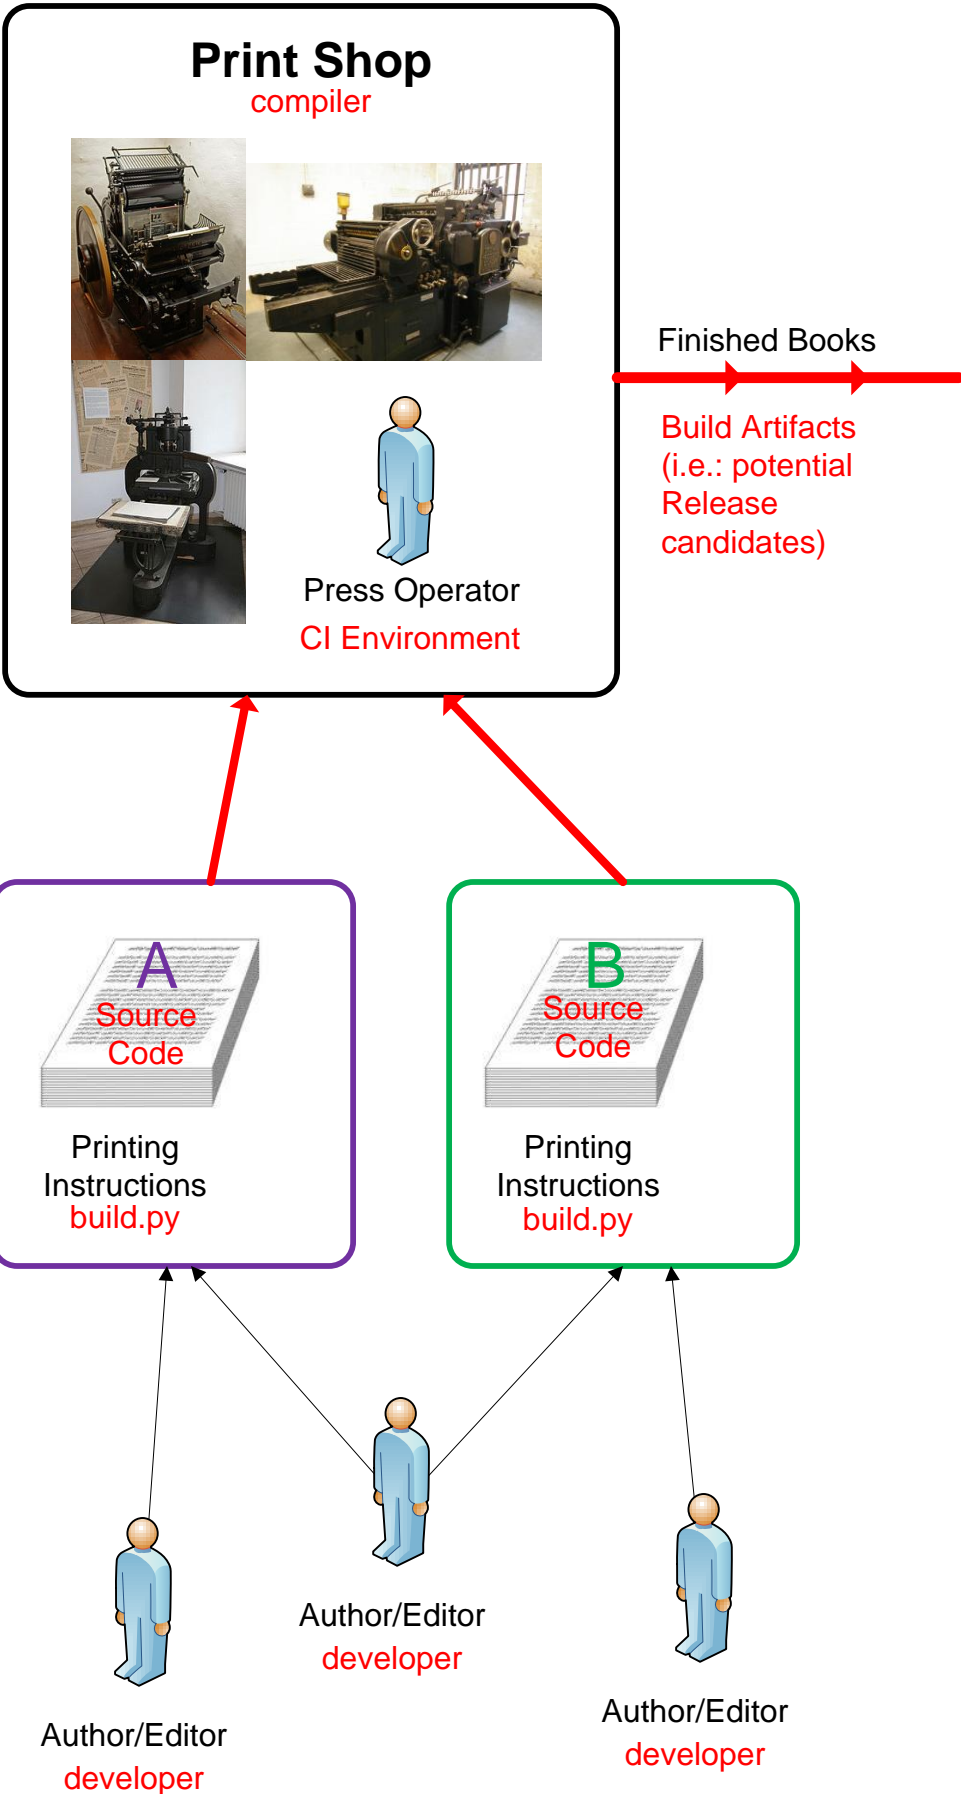 Print Shop
compiler
Finished Books
Build Artifacts
(i.e.: potential
Release
candidates)
Press Operator
CI Environment
A
Source
Code
Printing
Instructions
build.py
B
Source
Code
Printing
Instructions
build.py
Author/Editor
developer
Author/Editor
developer
Author/Editor
developer